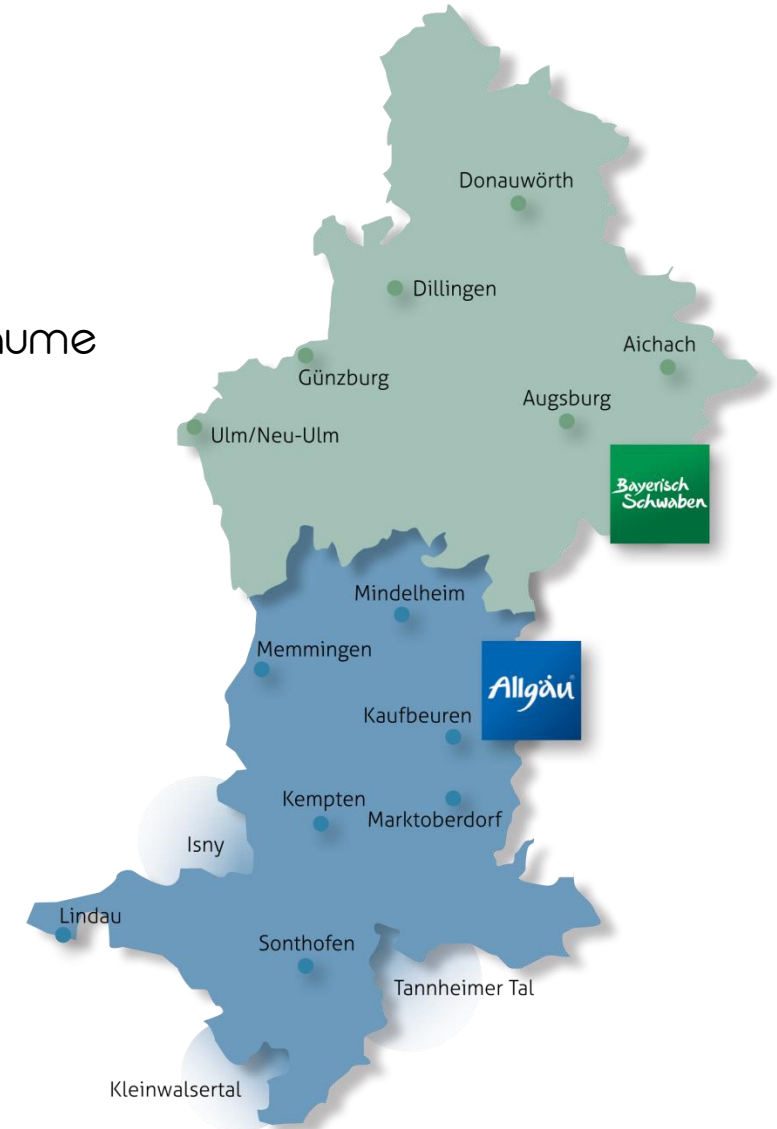 Donauwörth
Dillingen
Aichach
Günzburg
Augsburg
Ulm/Neu-Ulm
Bayerisch
Schwaben
Mindelheim
Memmingen
Allgäu
Kaufbeuren
Kempten
Marktoberdorf
Isny
Lindau
Sonthofen
Tannheimer Tal
Kleinwalsertal